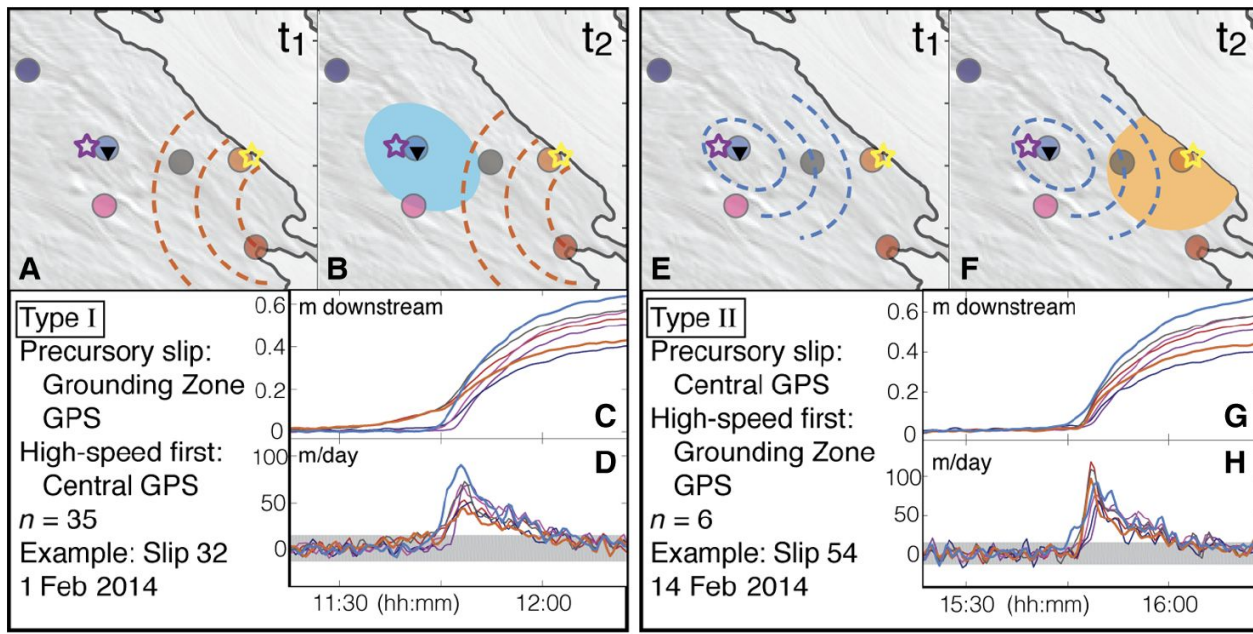 t1
t2
A
B
Type I
Precursory slip:
Grounding Zone
GPS
High-speed first:
Central GPS
n = 35
Example: Slip 32
1 Feb 2014
m downstream
0.6
0.4
0.2
0
C
m/day
100
50
0
D
11:30 (hh:mm) 12:00
t1
t2
E
F
Type II
Precursory slip:
Central GPS
High-speed first:
Grounding Zone
GPS
n = 6
Example: Slip 54
14 Feb 2014
m downstream
0.6
0.4
0.2
0
G
m/day
100
50
0
H
15:30 (hh:mm) 16:00